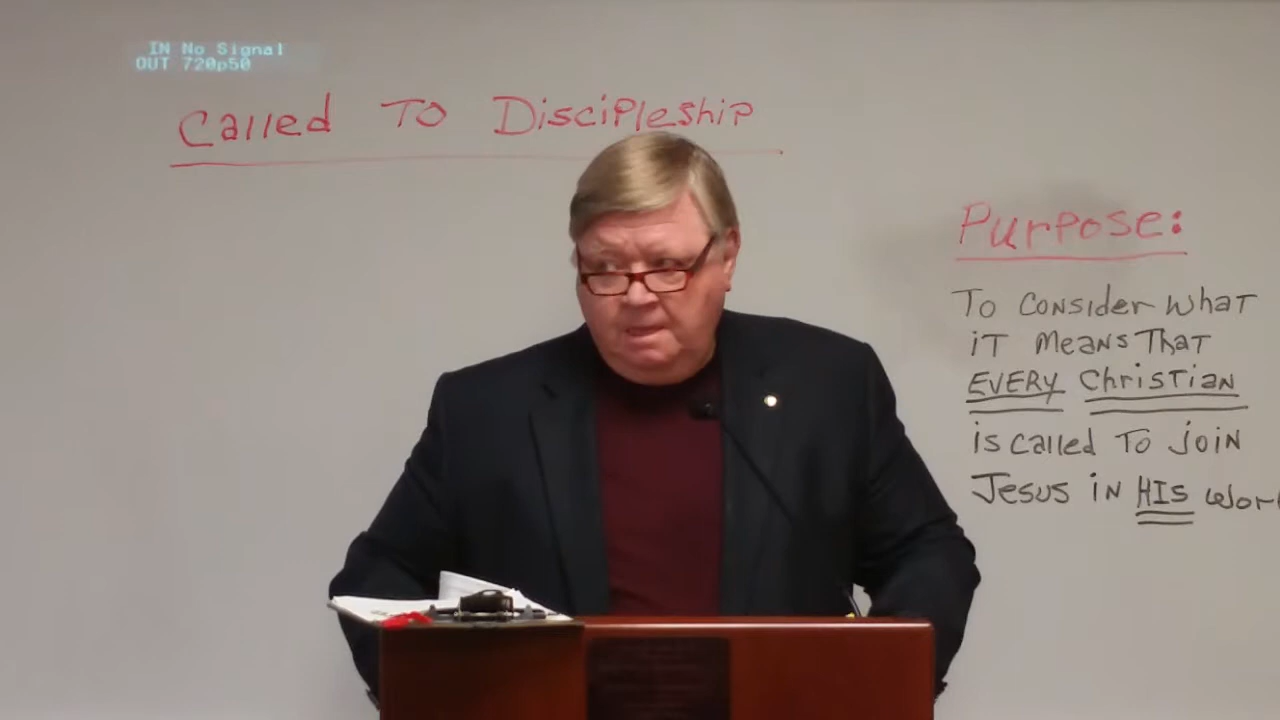 IN No Signal
OUT 720p50
Called To Discipleship
Purpose:
To Consider what
iT Means That
EVERY Christian
is called To join
Jesus in HIS